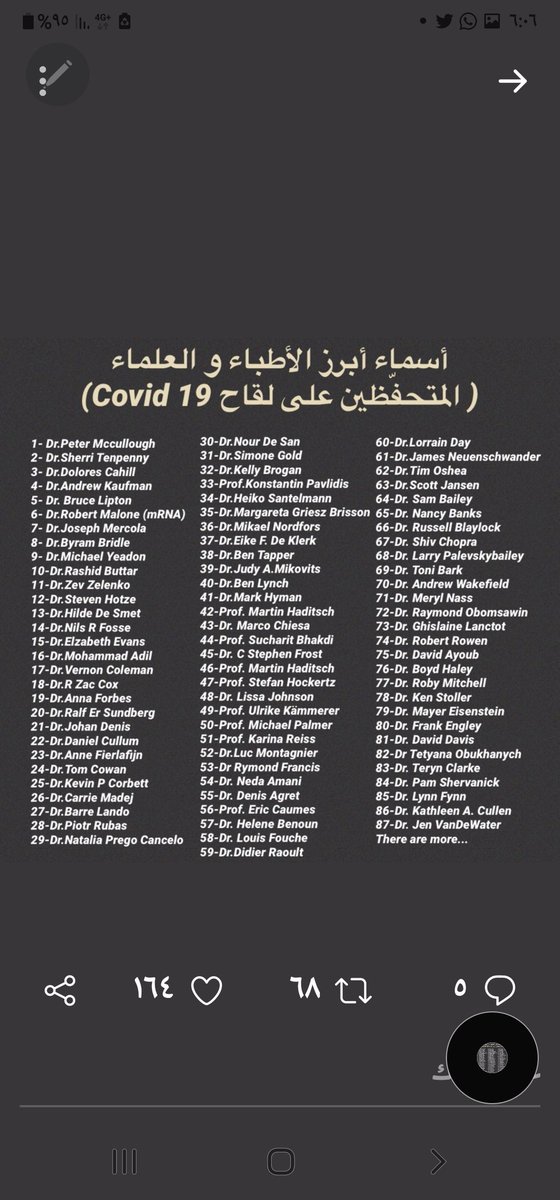 %٩٥ 4G+ ٦:٠٦
أسماء أبرز الأطباء و العلماء
( المتحفّظين على لقاح Covid 19)
1- Dr.Peter Mccullough
2- Dr.Sherri Tenpenny
3- Dr.Dolores Cahill
4- Dr.Andrew Kaufman
5- Dr. Bruce Lipton
6- Dr.Robert Malone (mRNA)
7- Dr.Joseph Mercola
8- Dr.Byram Bridle
9- Dr.Michael Yeadon
10-Dr.Rashid Buttar
11-Dr.Zev Zelenko
12-Dr.Steven Hotze
13-Dr.Hilde De Smet
14-Dr.Nils R Fosse
15-Dr.Elzabeth Evans
16-Dr.Mohammad Adil
17-Dr.Vernon Coleman
18-Dr.R Zac Cox
19-Dr.Anna Forbes
20-Dr.Ralf Er Sundberg
21-Dr.Johan Denis
22-Dr.Daniel Cullum
23-Dr.Anne Fierlafijn
24-Dr.Tom Cowan
25-Dr.Kevin P Corbett
26-Dr.Carrie Madej
27-Dr.Barre Lando
28-Dr.Piotr Rubas
29-Dr.Natalia Prego Cancelo
30-Dr.Nour De San
31-Dr.Simone Gold
32-Dr.Kelly Brogan
33-Prof.Konstantin Pavlidis
34-Dr.Heiko Santelmann
35-Dr.Margareta Griesz Brisson
36-Dr.Mikael Nordfors
37-Dr.Eike F. De Klerk
38-Dr.Ben Tapper
39-Dr.Judy A.Mikovits
40-Dr.Ben Lynch
41-Dr.Mark Hyman
42-Prof. Martin Haditsch
43-Dr. Marco Chiesa
44-Prof. Sucharit Bhakdi
45-Dr. C Stephen Frost
46-Prof. Martin Haditsch
47-Prof. Stefan Hockertz
48-Dr. Lissa Johnson
49-Prof. Ulrike Kämmerer
50-Prof. Michael Palmer
51-Prof. Karina Reiss
52-Dr.Luc Montagnier
53-Dr Rymond Francis
54-Dr. Neda Amani
55-Dr. Denis Agret
56-Prof. Eric Caumes
57-Dr. Helene Benoun
58-Dr. Louis Fouche
59-Dr.Didier Raoult
60-Dr.Lorrain Day
61-Dr.James Neuenschwander
62-Dr.Tim Oshea
63-Dr.Scott Jansen
64-Dr. Sam Bailey
65-Dr. Nancy Banks
66-Dr. Russell Blaylock
67-Dr. Shiv Chopra
68-Dr. Larry Palevskybailey
69-Dr. Toni Bark
70-Dr. Andrew Wakefield
71-Dr. Meryl Nass
72-Dr. Raymond Obomsawin
73-Dr. Ghislaine Lanctot
74-Dr. Robert Rowen
75-Dr. David Ayoub
76-Dr. Boyd Haley
77-Dr. Roby Mitchell
78-Dr. Ken Stoller
79-Dr. Mayer Eisenstein
80-Dr. Frank Engley
81-Dr. David Davis
82-Dr Tetyana Obukhanych
83-Dr. Teryn Clarke
84-Dr. Pam Shervanick
85-Dr. Lynn Fynn
86-Dr. Kathleen A. Cullen
87-Dr. Jen VanDeWater
There are more...
١٦٤ ٦٨ ٥